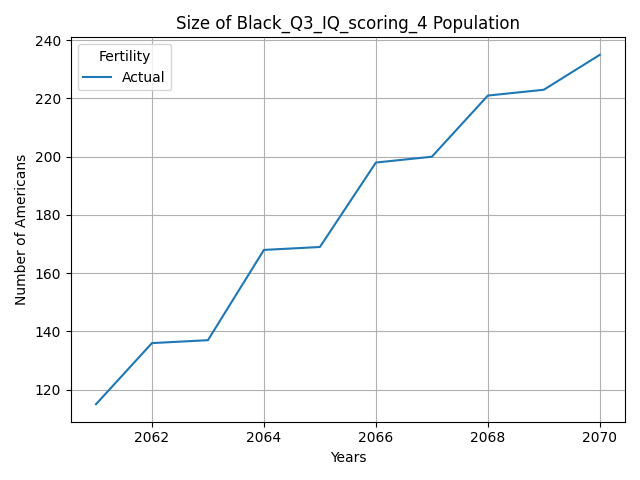 Size of Black_Q3_IQ_scoring_4 Population
Fertility
Actual
Number of Americans
240
220
200
180
160
140
120
2062
2064
2066
2068
2070
Years